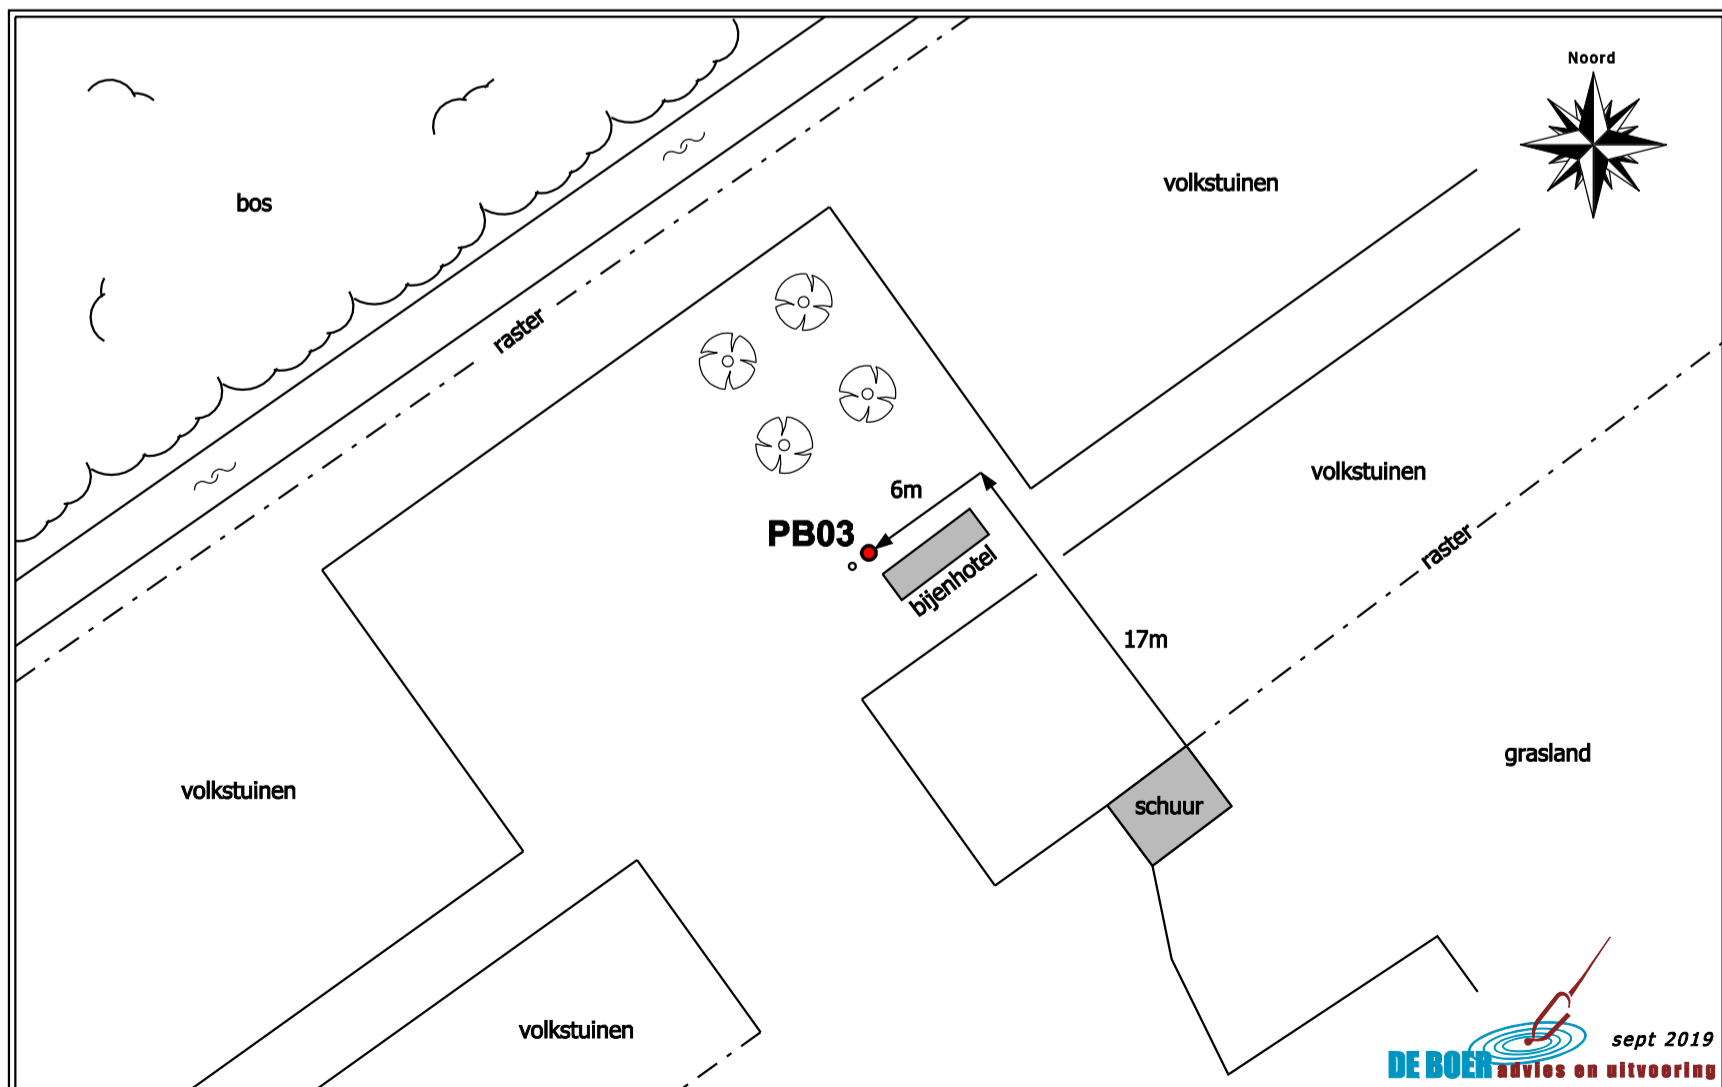 Noord
volkstuinen
bos
raster
volkstuinen
6m
PB03
bijenhotel
raster
17m
grasland
volkstuinen
schuur
volkstuinen
sept 2019
DE BOER advies en uitvoering